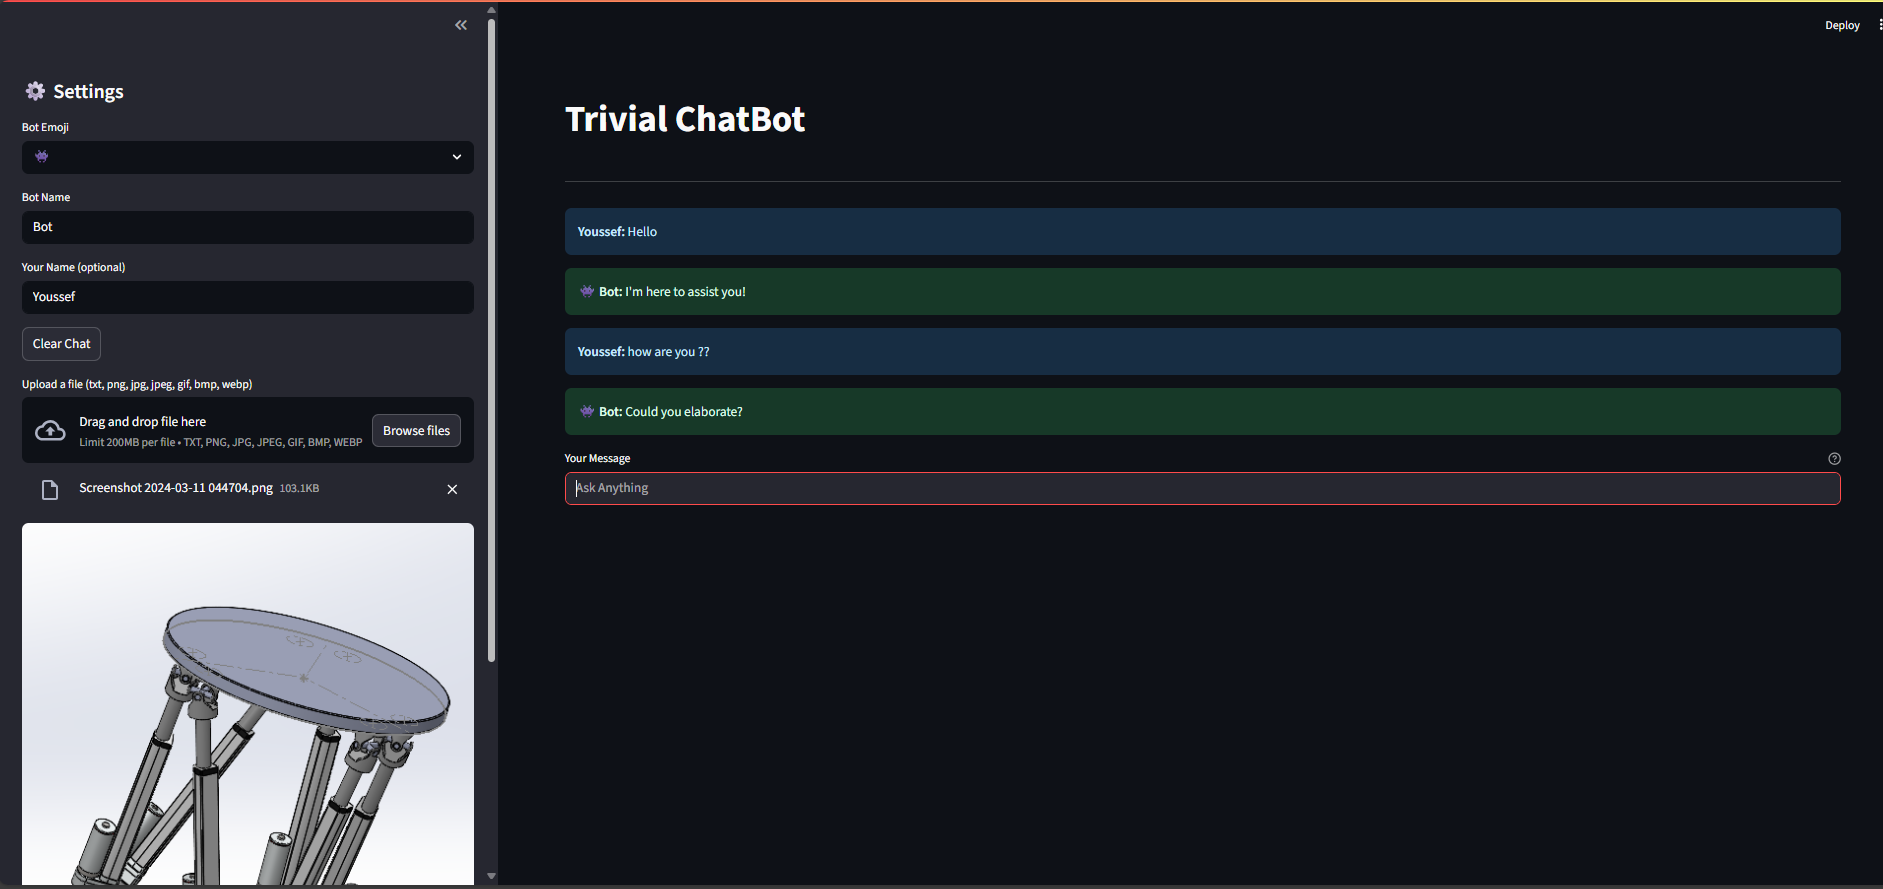 Deploy
Settings
Bot Emoji
Bot Name
Bot
Your Name (optional)
Youssef
Clear Chat
Upload a file (txt, png, jpg, jpeg, gif, bmp, webp)
Drag and drop file here
Limit 200MB per file • TXT, PNG, JPG, JPEG, GIF, BMP, WEBP
Browse files
Screenshot 2024-03-11 044704.png 103.1KB
Trivial ChatBot
Youssef: Hello
👾 Bot: I'm here to assist you!
Youssef: how are you ??
👾 Bot: Could you elaborate?
Your Message
Ask Anything